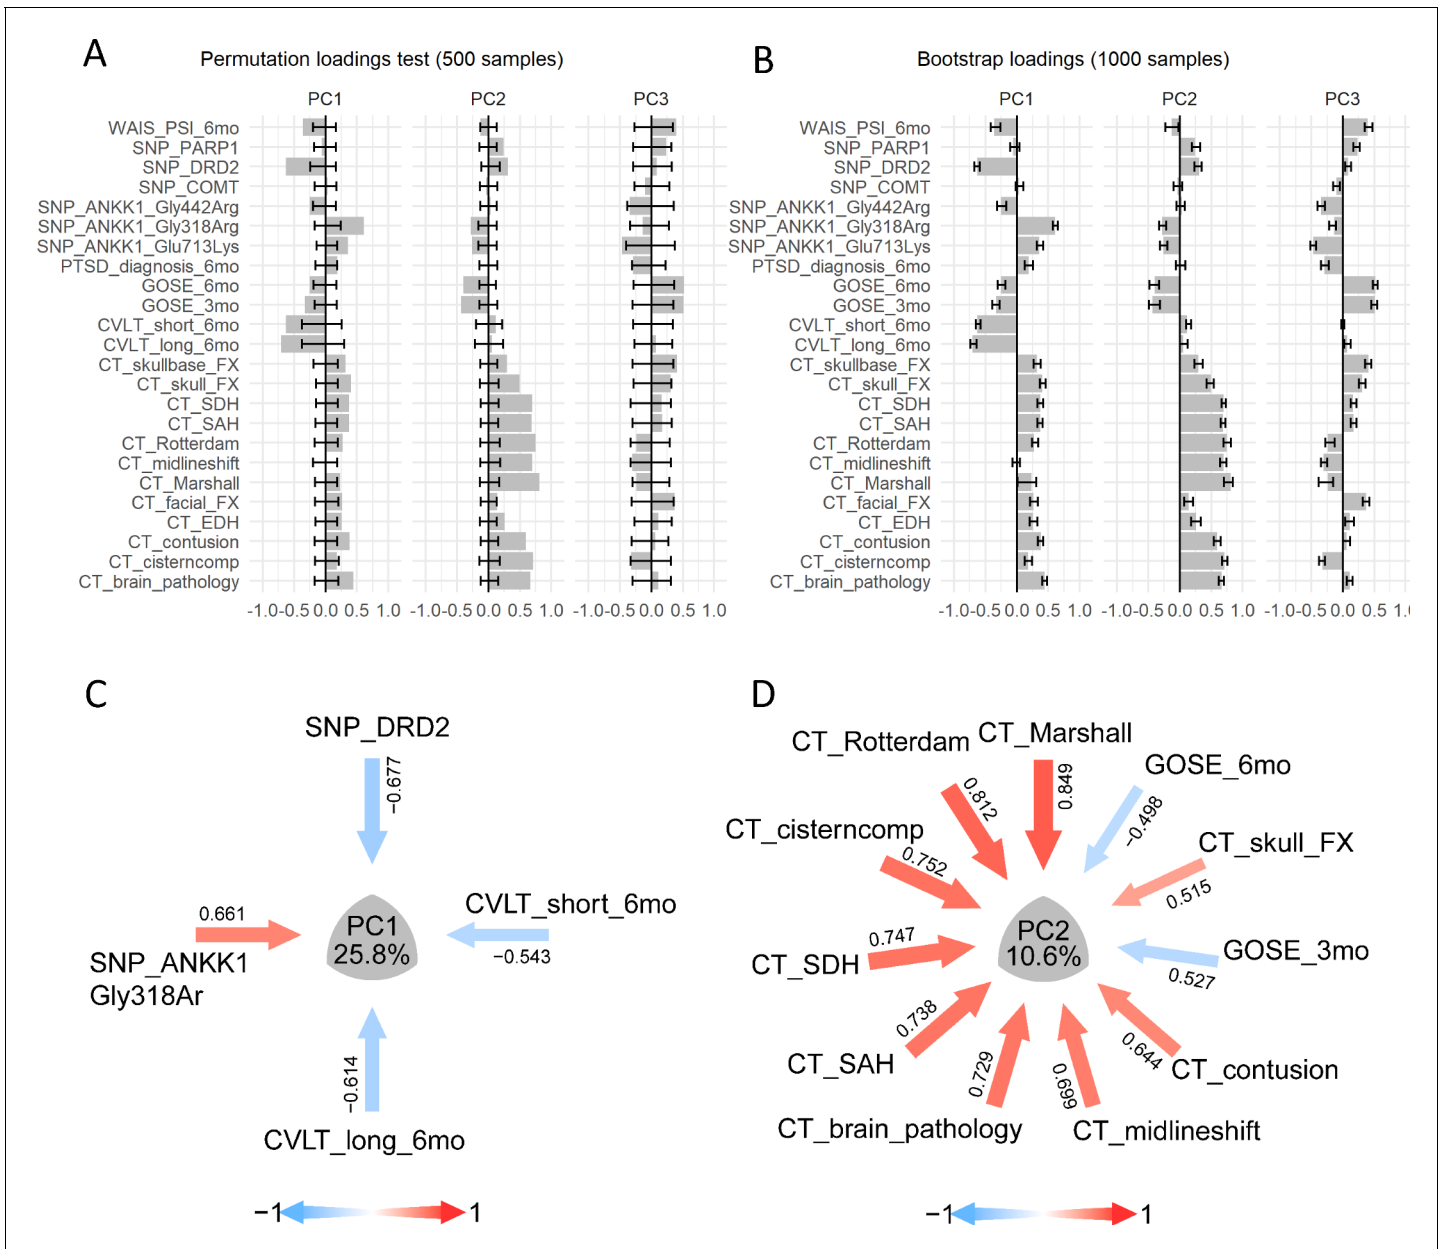 A
Permutation loadings test (500 samples)
PC1
PC2
PC3
WAIS_PSI_6mo
SNP_PARP1
SNP_DRD2
SNP_COMT
SNP_ANKK1_Gly442Arg
SNP_ANKK1_Gly318Arg
SNP_ANKK1_Glu713Lys
PTSD_diagnosis_6mo
GOSE_6mo
GOSE_3mo
CVLT_short_6mo
CVLT_long_6mo
CT_skullbase_FX
CT_skull_FX
CT_SDH
CT_SAH
CT_Rotterdam
CT_midlineshift
CT_Marshall
CT_facial_FX
CT_EDH
CT_contusion
CT_cisterncomp
CT_brain_pathology
-1.0-0.5 0.0 0.5 1.0
-1.0-0.5 0.0 0.5 1.0
-1.0-0.5 0.0 0.5 1.0
B
Bootstrap loadings (1000 samples)
PC1
PC2
PC3
WAIS_PSI_6mo
SNP_PARP1
SNP_DRD2
SNP_COMT
SNP_ANKK1_Gly442Arg
SNP_ANKK1_Gly318Arg
SNP_ANKK1_Glu713Lys
PTSD_diagnosis_6mo
GOSE_6mo
GOSE_3mo
CVLT_short_6mo
CVLT_long_6mo
CT_skullbase_FX
CT_skull_FX
CT_SDH
CT_SAH
CT_Rotterdam
CT_midlineshift
CT_Marshall
CT_facial_FX
CT_EDH
CT_contusion
CT_cisterncomp
CT_brain_pathology
-1.0-0.5 0.0 0.5 1.0
-1.0-0.5 0.0 0.5 1.0
-1.0-0.5 0.0 0.5
C
SNP_DRD2
−0.677
CVLT_short_6mo
−0.543
0.661
SNP_ANKK1
Gly318Ar
PC1
25.8%
−0.614
CVLT_long_6mo
−1
1
D
CT_Marshall
0.849
CT_Rotterdam
0.812
GOSE_6mo
−0.498
CT_cisterncomp
0.752
CT_skull_FX
0.515
PC2
10.6%
CT_SDH
0.747
GOSE_3mo
0.527
CT_SAH
0.738
CT_contusion
0.644
CT_brain_pathology
0.729
CT_midlineshift
0.699
−1
1